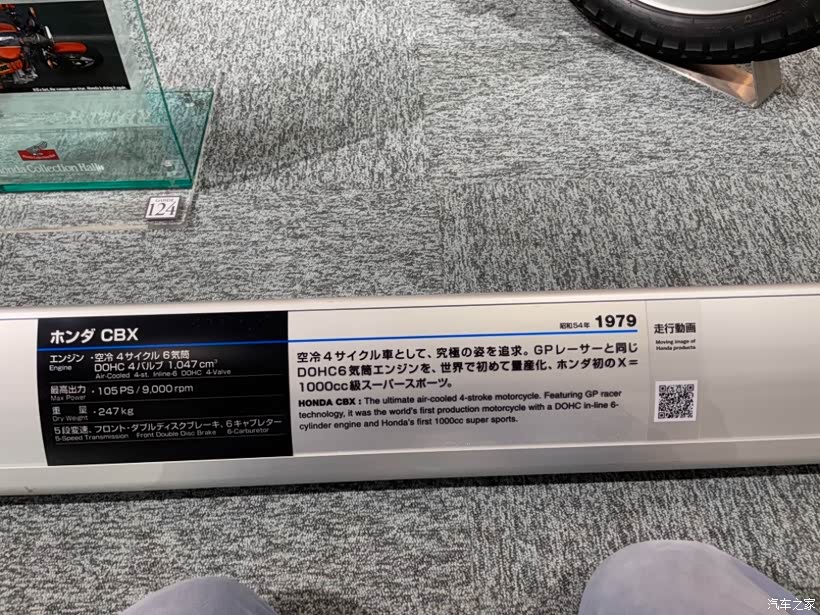 Honda Collection Hall
Guide
124
ホンダ CBX
エンジン ・空冷 4サイクル 6気筒
Engine DOHC 4バルブ 1,047cm³
Air-Cooled 4-st. Inline-6 DOHC 4-Valve
最高出力 ・105PS/9,000rpm
Max Power
重 量 ・247kg
Dry Weight
5段変速、フロント・ダブルディスクブレーキ、6キャブレター
5-Speed Transmission Front Double Disc Brake 6-Carburetor
昭和54年 1979
空冷4サイクル車として、究極の姿を追求。GPレーサーと同じ
DOHC6気筒エンジンを、世界で初めて量産化、ホンダ初のX=
1000cc級スーパースポーツ。
HONDA CBX : The ultimate air-cooled 4-stroke motorcycle. Featuring GP racer
technology, it was the world's first production motorcycle with a DOHC in-line 6-
cylinder engine and Honda's first 1000cc super sports.
走行動画
Moving image of
Honda products
汽车之家